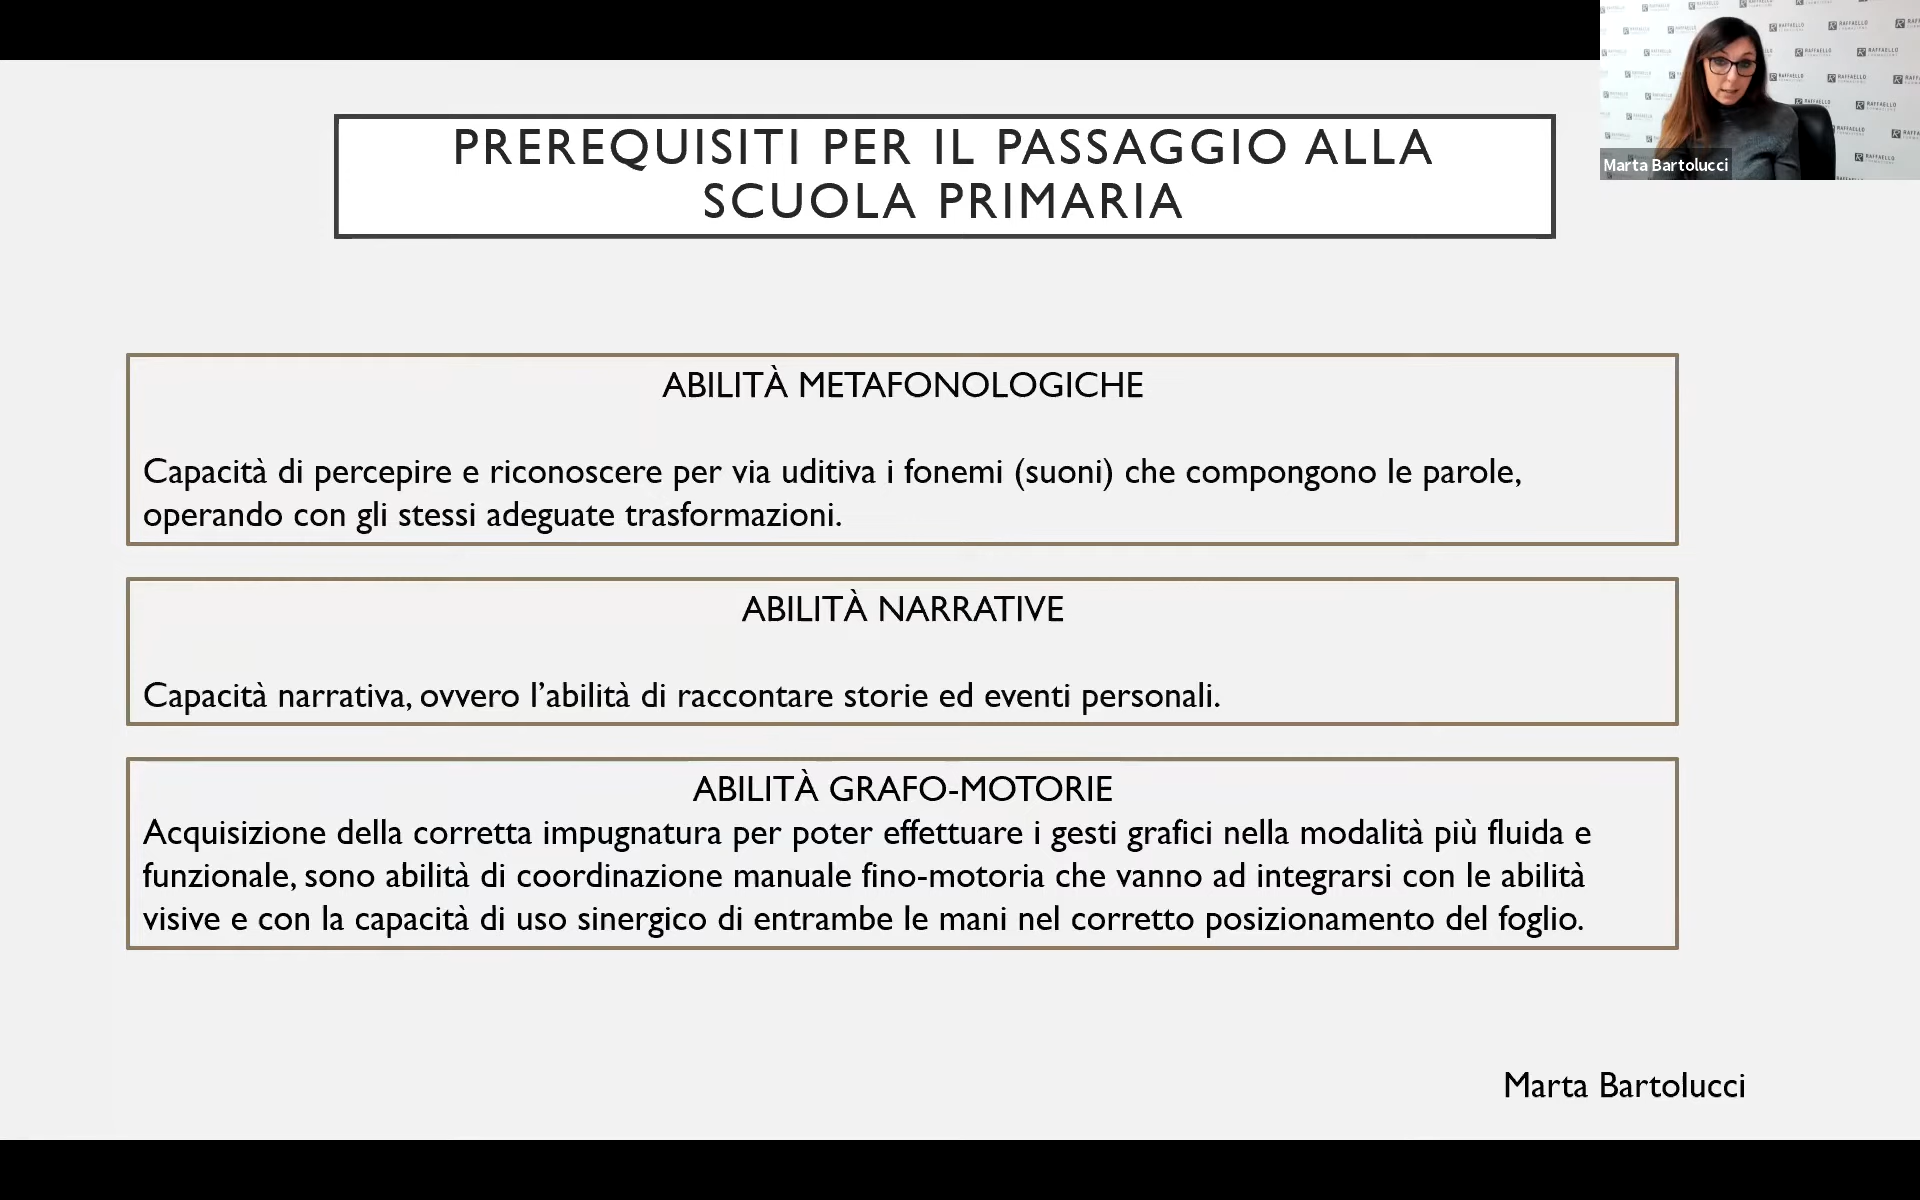 PREREQUISITI PER IL PASSAGGIO ALLA
SCUOLA PRIMARIA
Marta Bartolucci
ABILITÀ METAFONOLOGICHE
Capacità di percepire e riconoscere per via uditiva i fonemi (suoni) che compongono le parole,
operando con gli stessi adeguate trasformazioni.
ABILITÀ NARRATIVE
Capacità narrativa, ovvero l’abilità di raccontare storie ed eventi personali.
ABILITÀ GRAFO-MOTORIE
Acquisizione della corretta impugnatura per poter effettuare i gesti grafici nella modalità più fluida e
funzionale, sono abilità di coordinazione manuale fino-motoria che vanno ad integrarsi con le abilità
visive e con la capacità di uso sinergico di entrambe le mani nel corretto posizionamento del foglio.
Marta Bartolucci